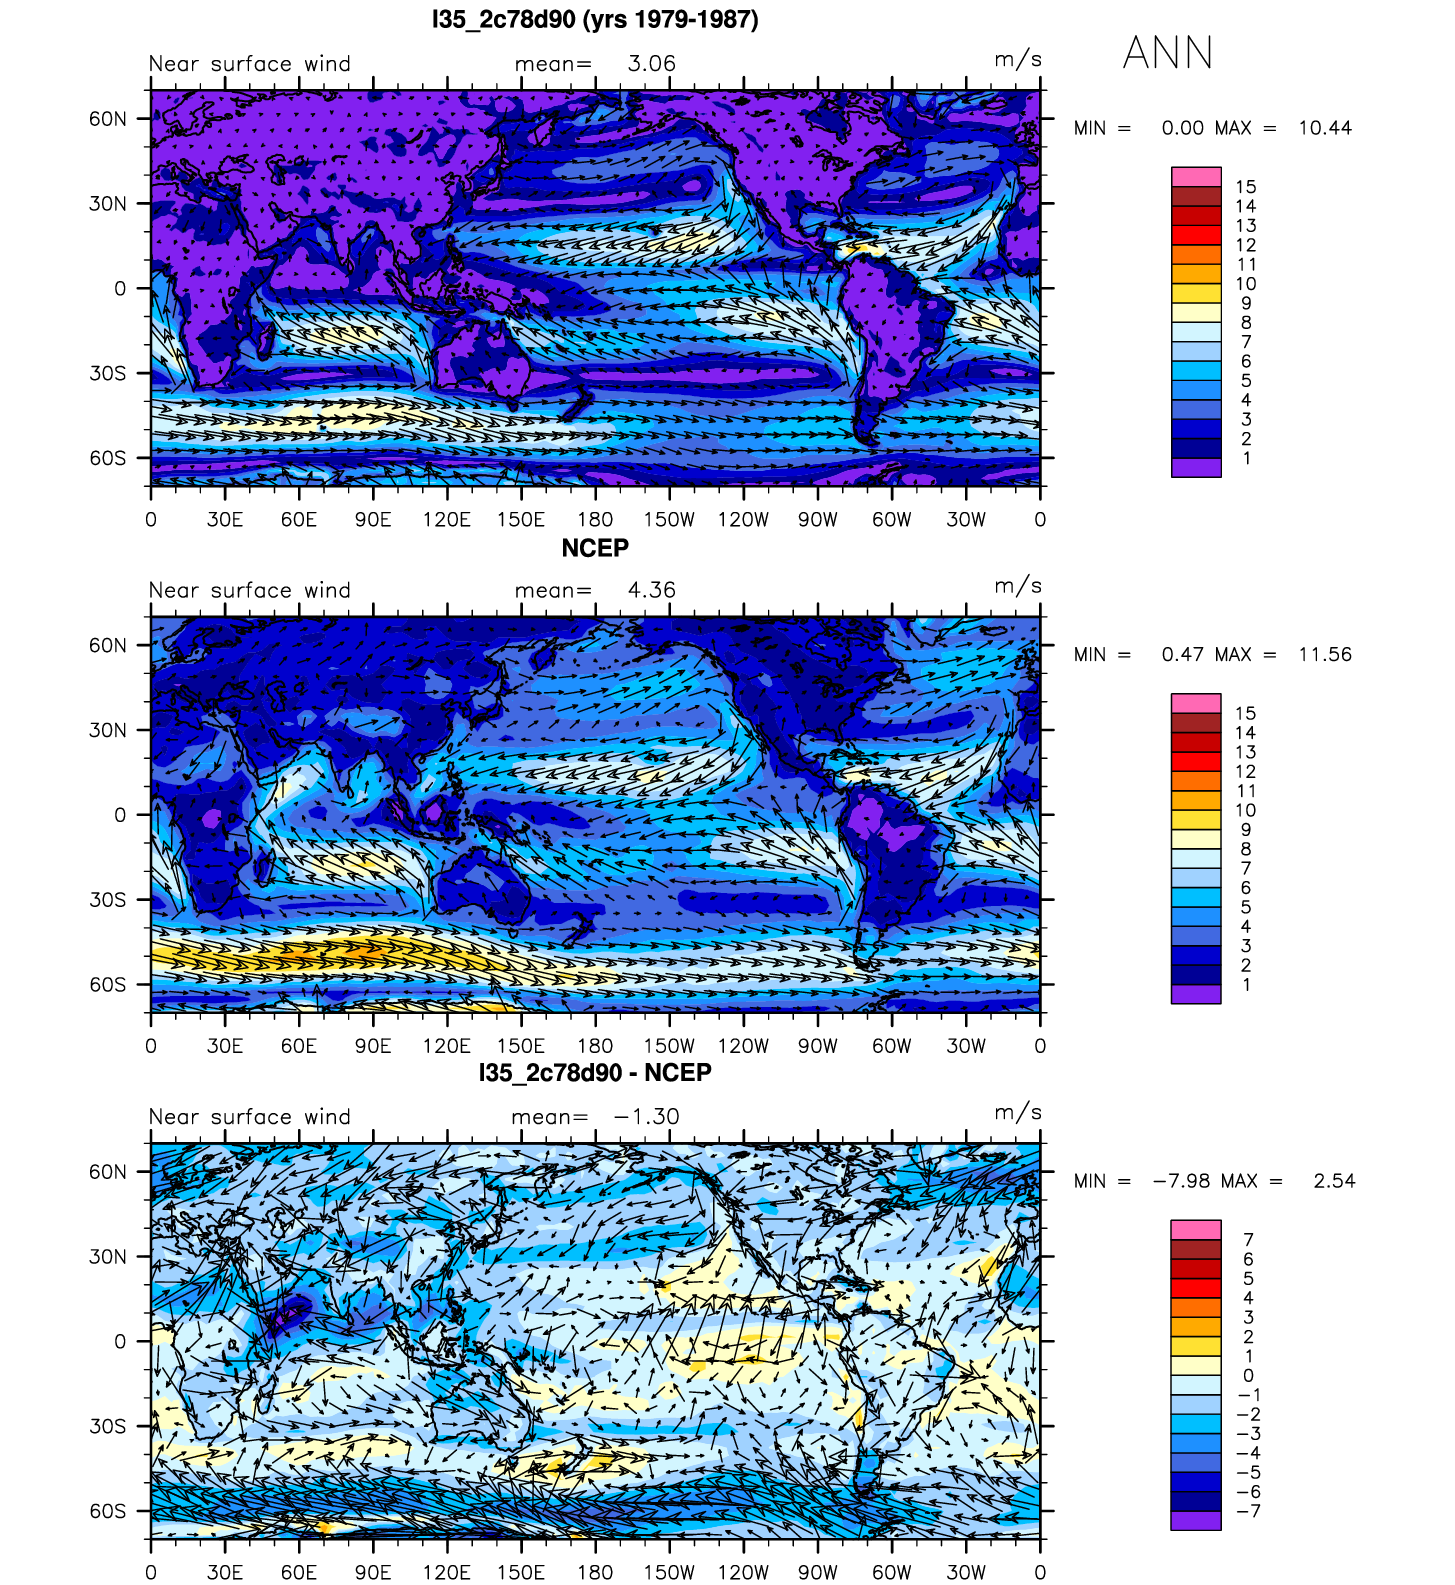 I35_2c78d90 (yrs 1979-1987)
Near surface wind mean= 3.06 m/s
ANN
MIN = 0.00 MAX = 10.44
60N
30N
0
30S
60S
0 30E 60E 90E 120E 150E 180 150W 120W 90W 60W 30W 0
15
14
13
12
11
10
9
8
7
6
5
4
3
2
1
NCEP
Near surface wind mean= 4.36 m/s
MIN = 0.47 MAX = 11.56
60N
30N
0
30S
60S
0 30E 60E 90E 120E 150E 180 150W 120W 90W 60W 30W 0
15
14
13
12
11
10
9
8
7
6
5
4
3
2
1
I35_2c78d90 - NCEP
Near surface wind mean= −1.30 m/s
MIN = −7.98 MAX = 2.54
60N
30N
0
30S
60S
0 30E 60E 90E 120E 150E 180 150W 120W 90W 60W 30W 0
7
6
5
4
3
2
1
0
−1
−2
−3
−4
−5
−6
−7